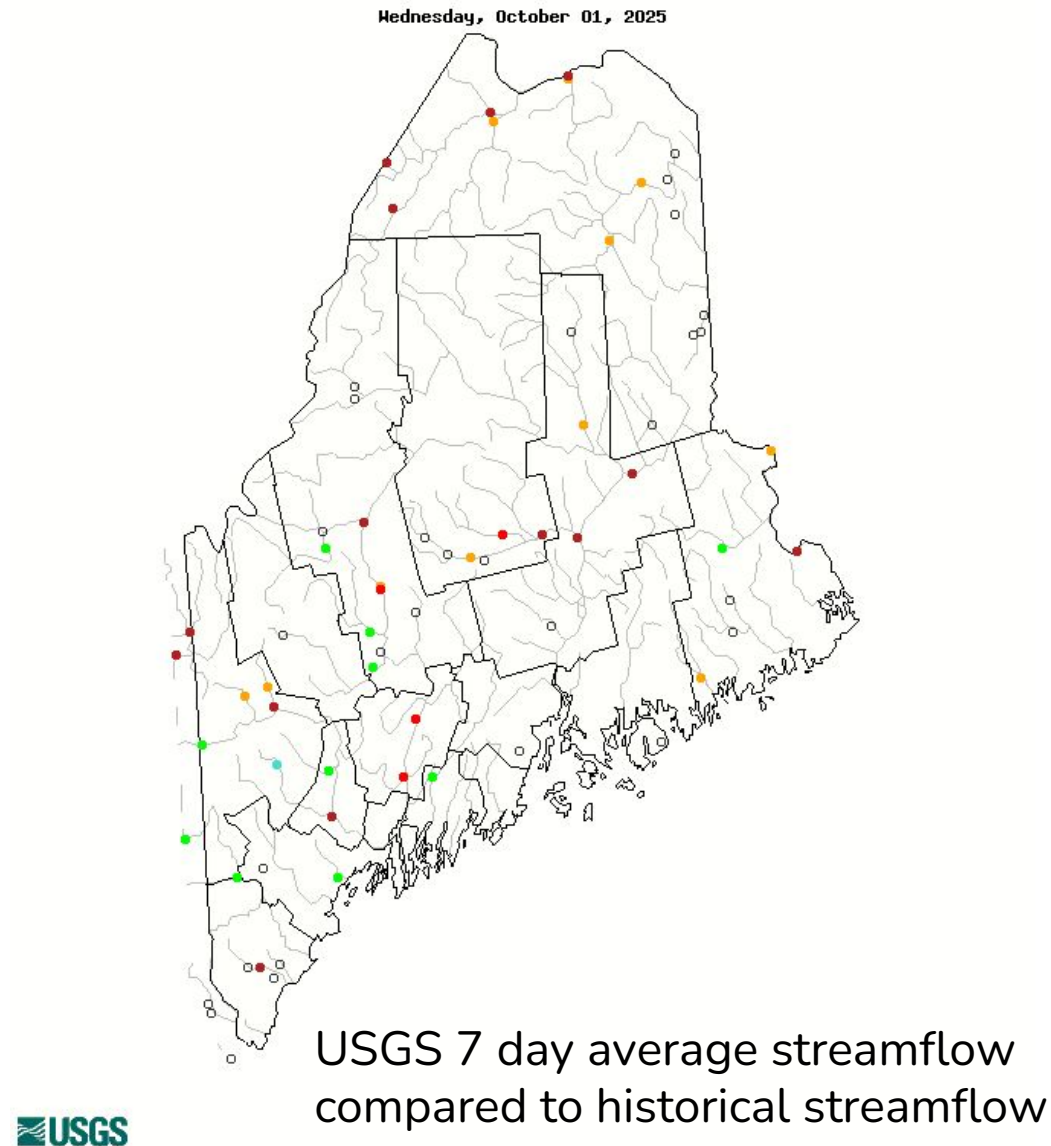 Wednesday, October 01, 2025
USGS 7 day average streamflow
compared to historical streamflow
USGS